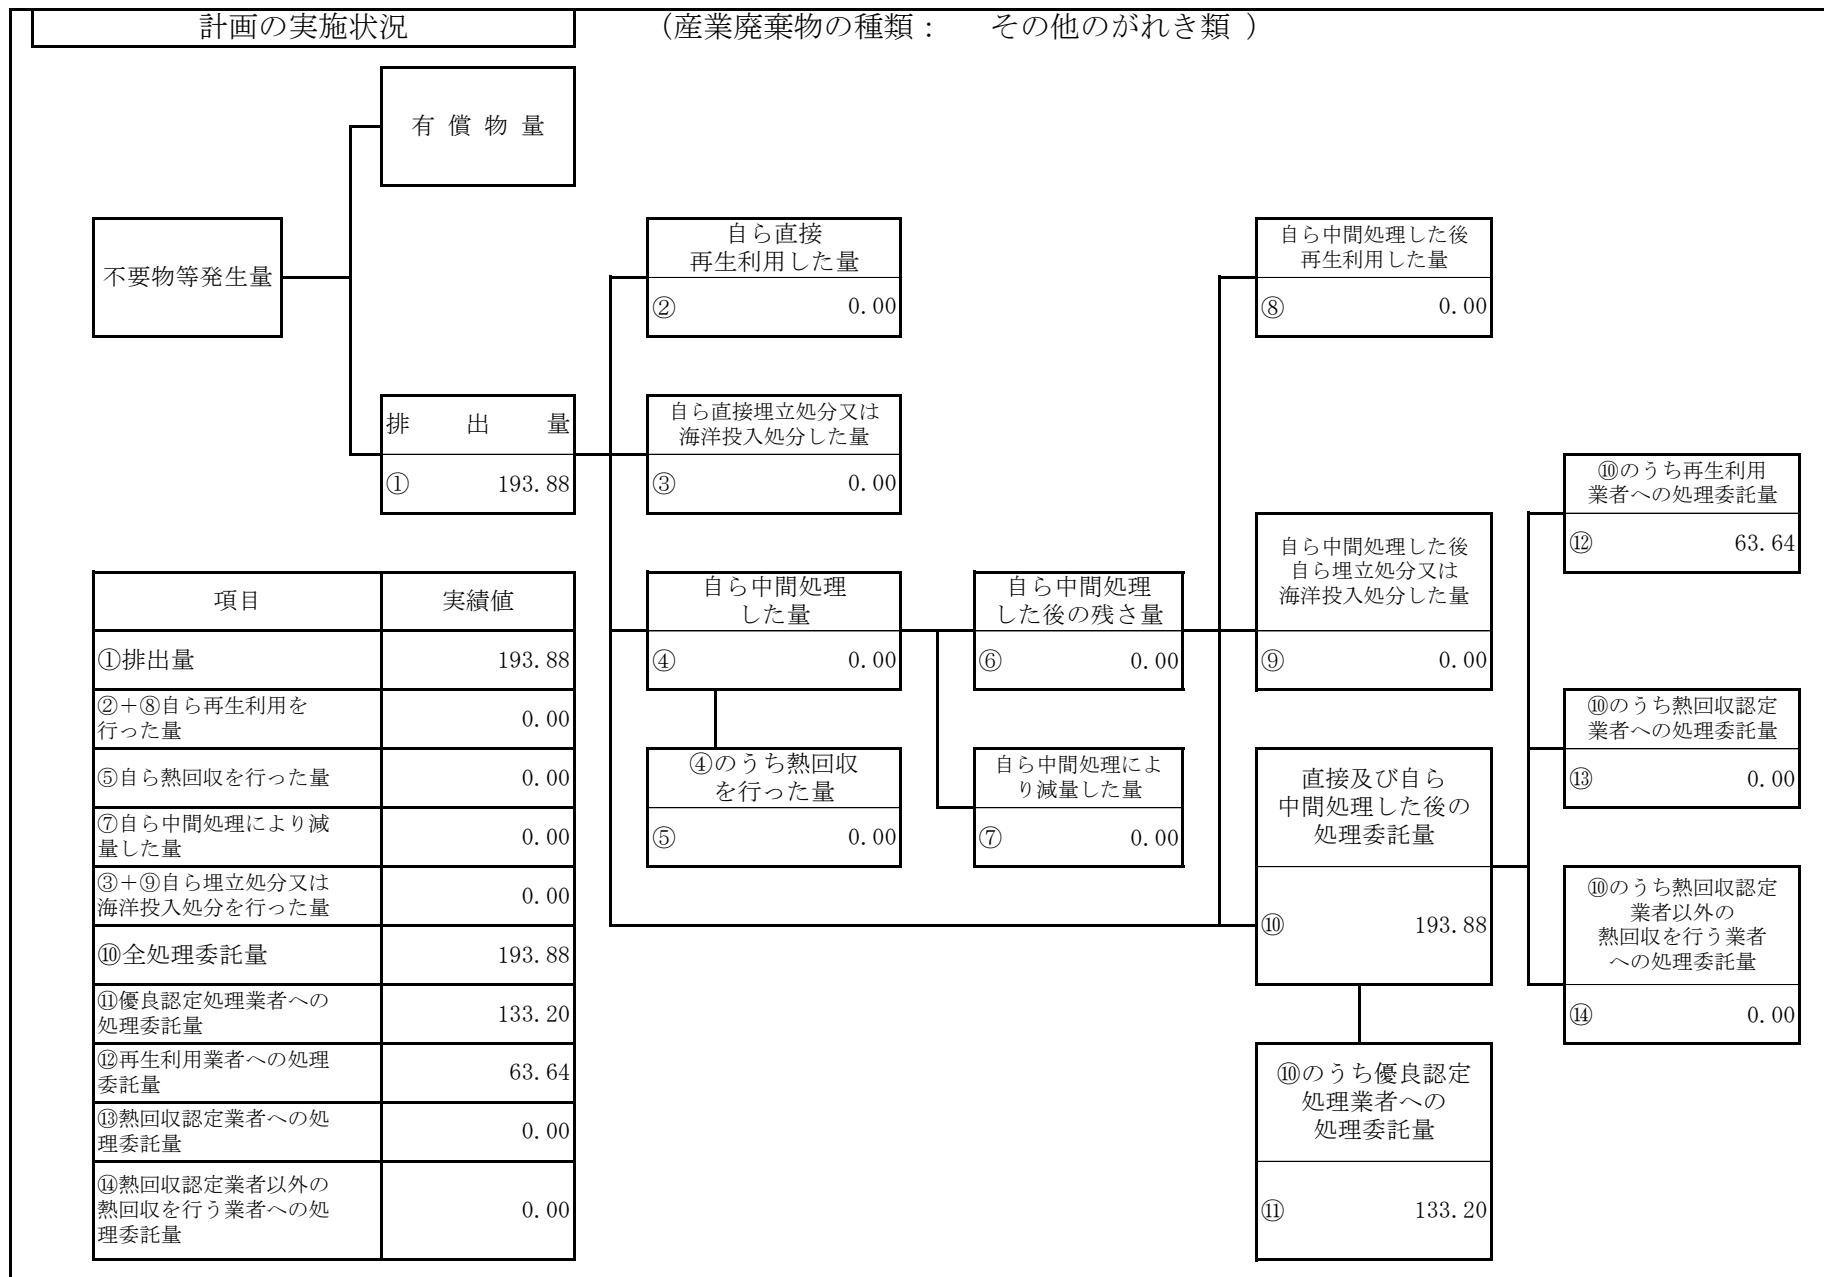 計画の実施状況
（産業廃棄物の種類： その他のがれき類 ）
有償物量
不要物等発生量
自ら直接
再生利用した量
② 0.00
自ら中間処理した後
再生利用した量
⑧ 0.00
排出量
① 193.88
自ら直接埋立処分又は
海洋投入処分した量
③ 0.00
⑩のうち再生利用
業者への処理委託量
⑫ 63.64
自ら中間処理した後
自ら埋立処分又は
海洋投入処分した量
⑨ 0.00
自ら中間処理
した量
④ 0.00
自ら中間処理
した後の残さ量
⑥ 0.00
④のうち熱回収
を行った量
⑤ 0.00
自ら中間処理によ
り減量した量
⑦ 0.00
直接及び自ら
中間処理した後の
処理委託量
⑩ 193.88
⑩のうち熱回収認定
業者への処理委託量
⑬ 0.00
⑩のうち熱回収認定
業者以外の
熱回収を行う業者
への処理委託量
⑭ 0.00
⑩のうち優良認定
処理業者への
処理委託量
⑪ 133.20
項目 実績値
①排出量 193.88
②＋⑧自ら再生利用を
行った量 0.00
⑤自ら熱回収を行った量 0.00
⑦自ら中間処理により減
量した量 0.00
③＋⑨自ら埋立処分又は
海洋投入処分を行った量 0.00
⑩全処理委託量 193.88
⑪優良認定処理業者への
処理委託量 133.20
⑫再生利用業者への処理
委託量 63.64
⑬熱回収認定業者への処
理委託量 0.00
⑭熱回収認定業者以外の
熱回収を行う業者への処
理委託量 0.00